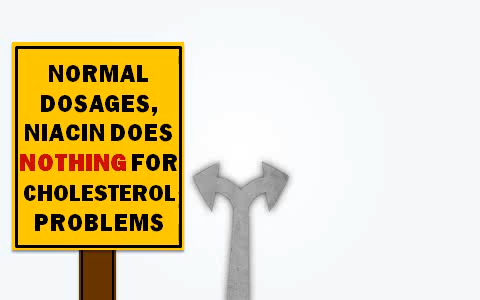 NORMAL
DOSAGES,
NIACIN DOES
NOTHING FOR
CHOLESTEROL
PROBLEMS